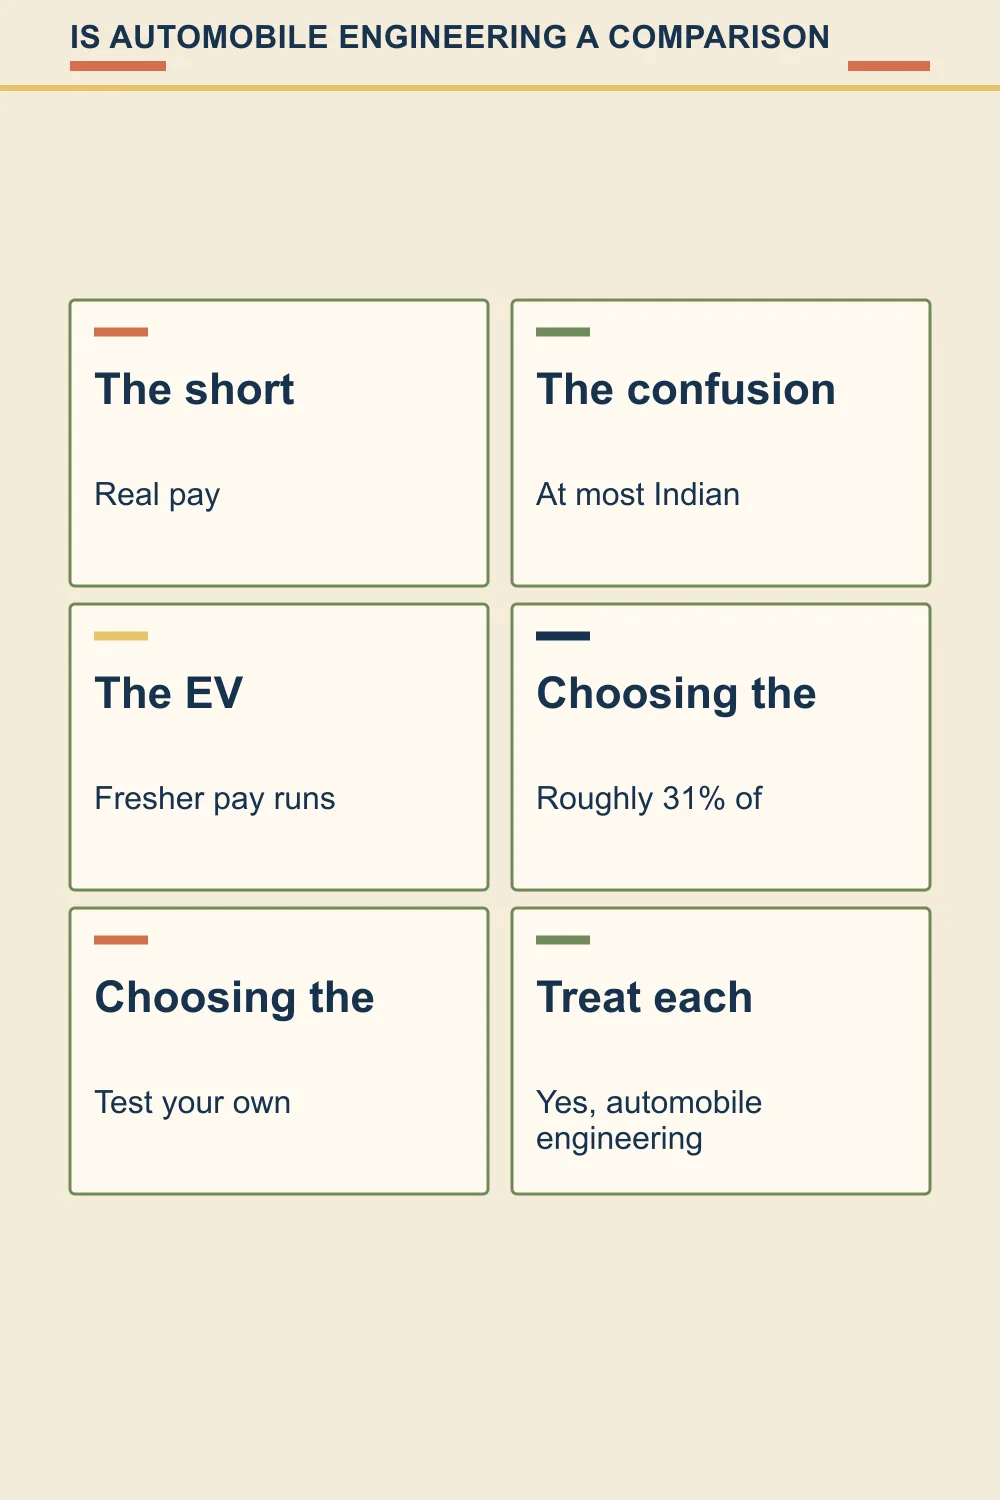 IS AUTOMOBILE ENGINEERING A COMPARISON
The short
Real pay
The confusion
At most Indian
The EV
Fresher pay runs
Choosing the
Roughly 31% of
Choosing the
Test your own
Treat each
Yes, automobile
engineering